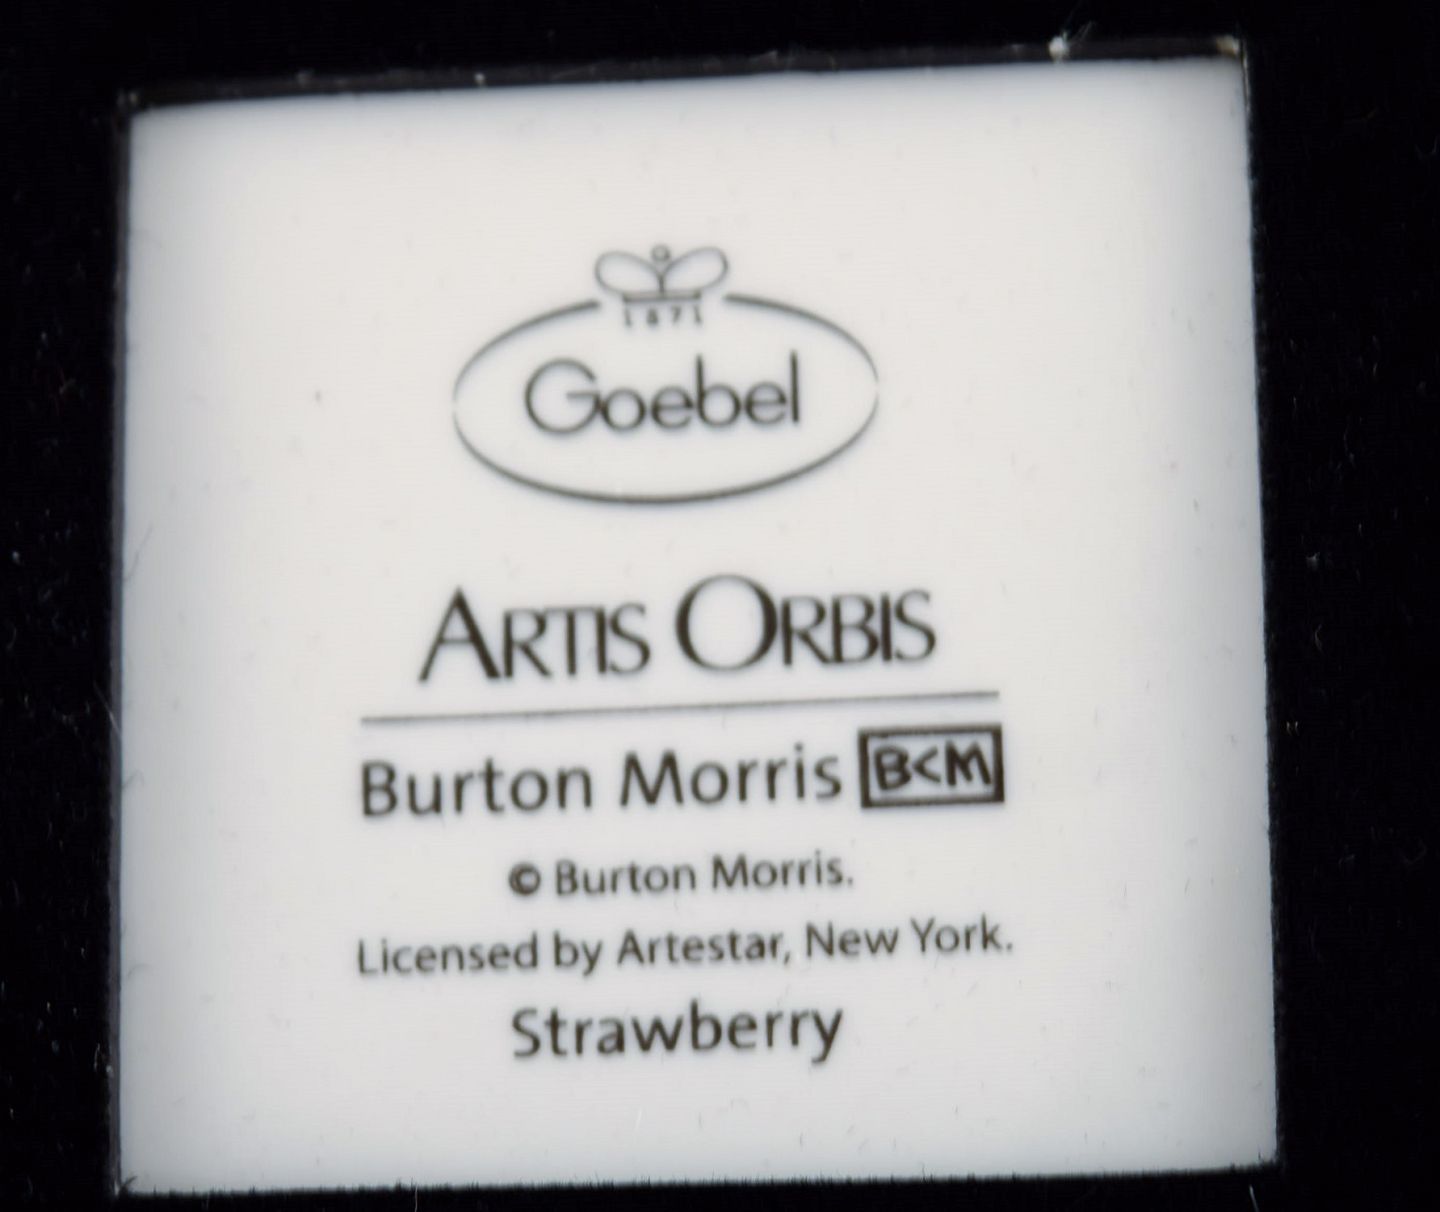 1871
Goebel
ARTIS ORBIS
Burton Morris B<M
© Burton Morris.
Licensed by Artestar, New York.
Strawberry